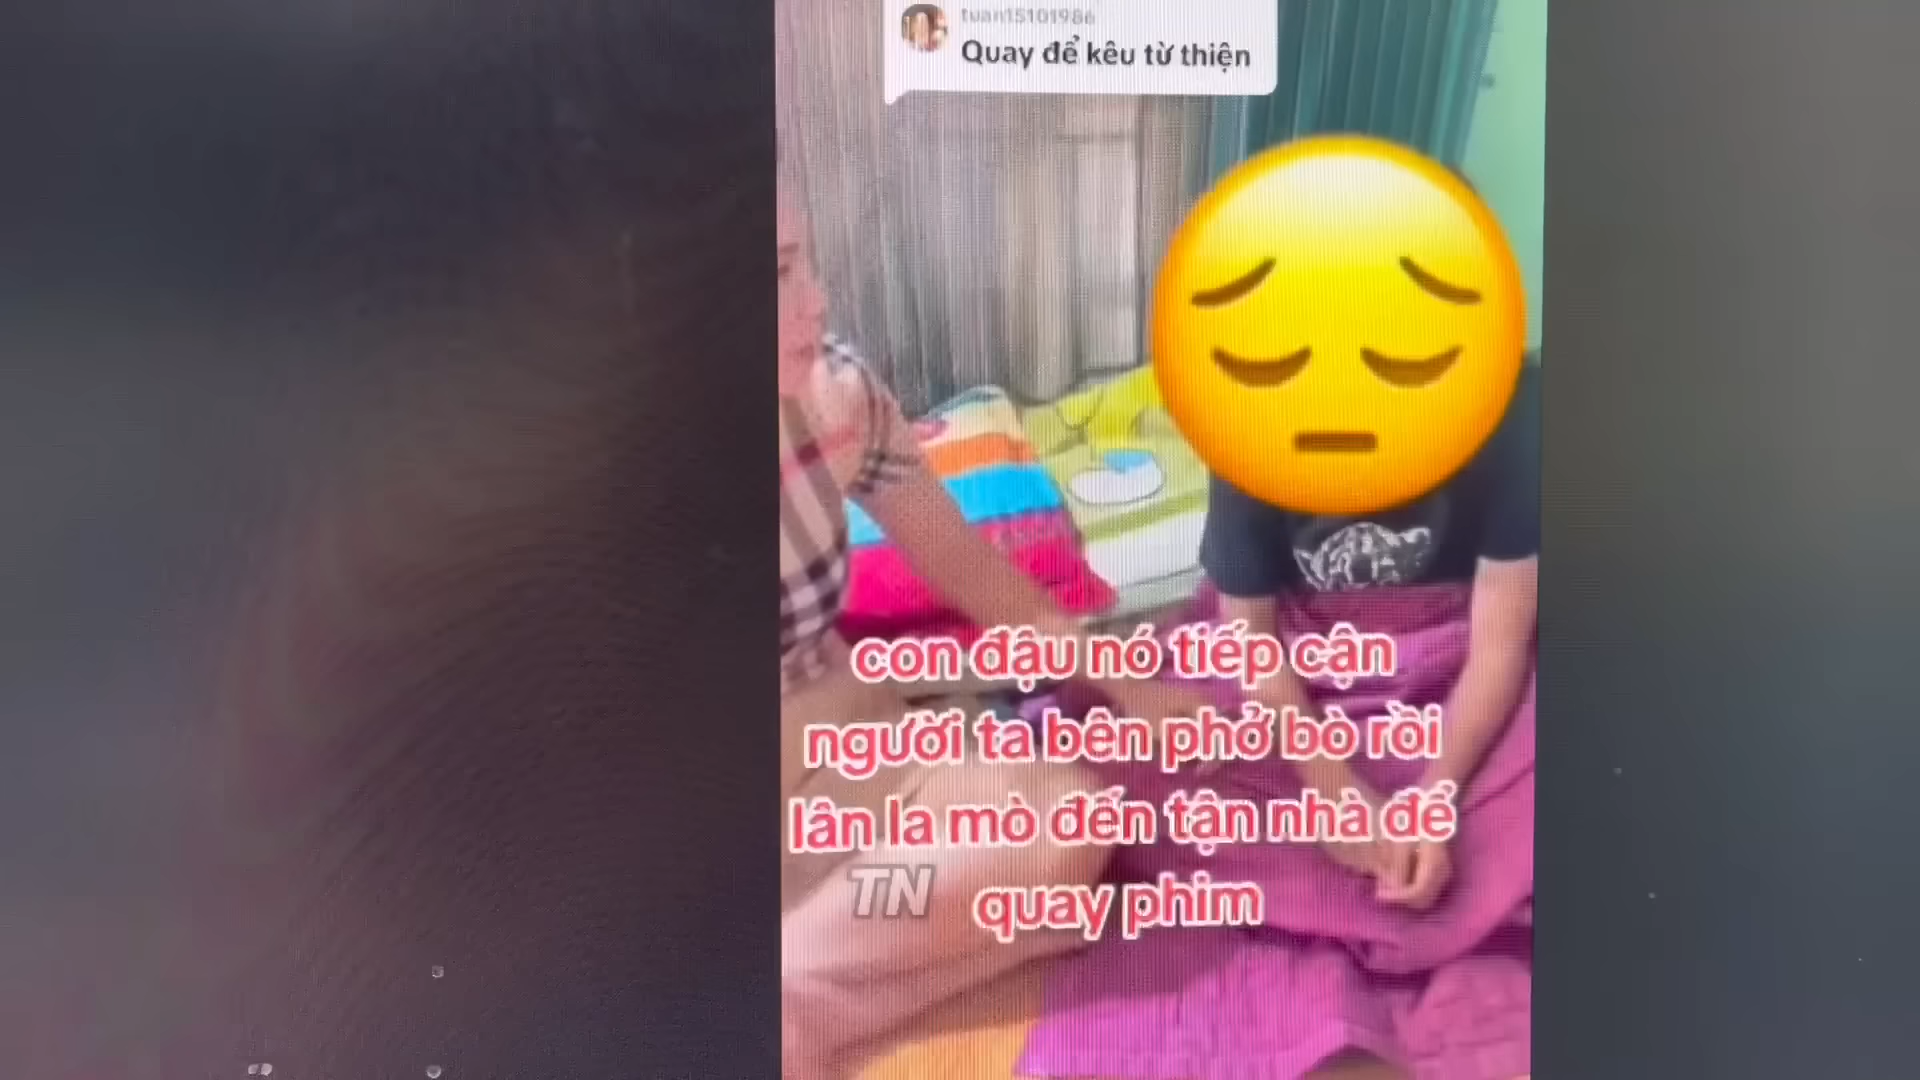 tuan15101986
Quay để kêu từ thiện
con đậu nó tiếp cận
người ta bên phở bò rồi
lân la mò đến tận nhà để
quay phim
TN